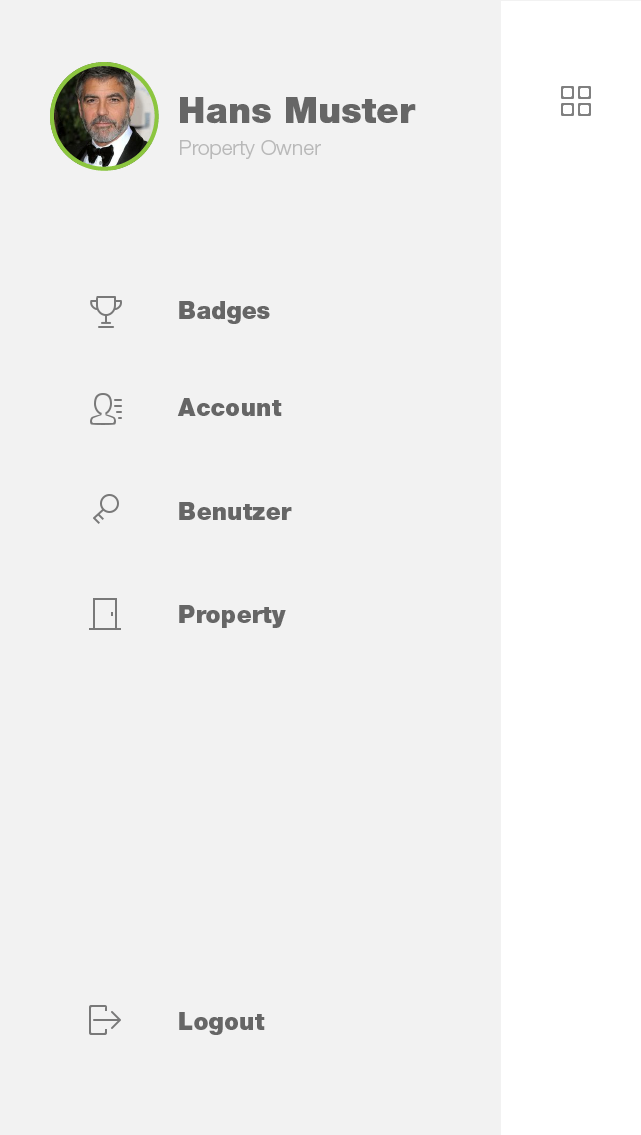 Hans Muster
Property Owner
Badges
Account
Benutzer
Property
Logout